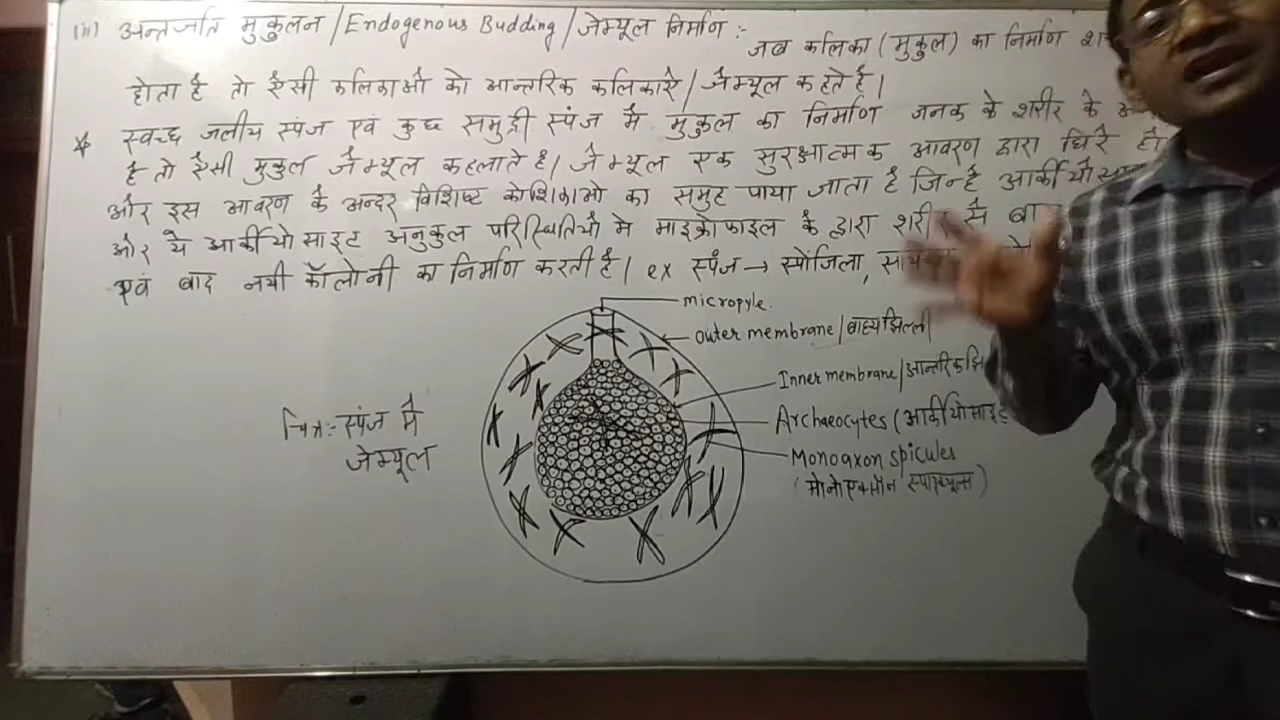 (iii) अन्तर्जात मुकुलन / Endogenous Budding / जेम्यूल निर्माण :-
जब कलिका (मुकुल) का निर्माण
होता है तो ऐसी कलिकाओ को आन्तरिक कलिकाऐ / जैम्यूल कहते है।
* स्वच्छ जलीय स्पंज एवं कुछ समुद्री स्पंज मे मुकुल का निर्माण जनक के शरीर के
है तो ऐसी मुकुल जैम्यूल कहलाते है। जैम्यूल एक सुरक्षात्मक आवरण द्वारा घिरे
और इस आवरण के अन्दर विशिष्ट कोशिकाओ का समुह पाया जाता है जिन्हे
और ये आर्कीयोसाइट अनुकुल परिस्थितियों मे माइक्रोफाइल के द्वारा शरीर से
एवं बाद नयी कॉलोनी का निर्माण करती है। ex स्पंज → स्पोंजिला,
micropyle.
outer membrane / बाह्य झिल्ली
Inner membrane / आन्तरिक
Archaeocytes (आर्कीयोसाइट
Monoaxon spicules
(मोनोएक्सॉन स्पाइक्यूल्स)
चित्र:- स्पंज मे
जेम्यूल